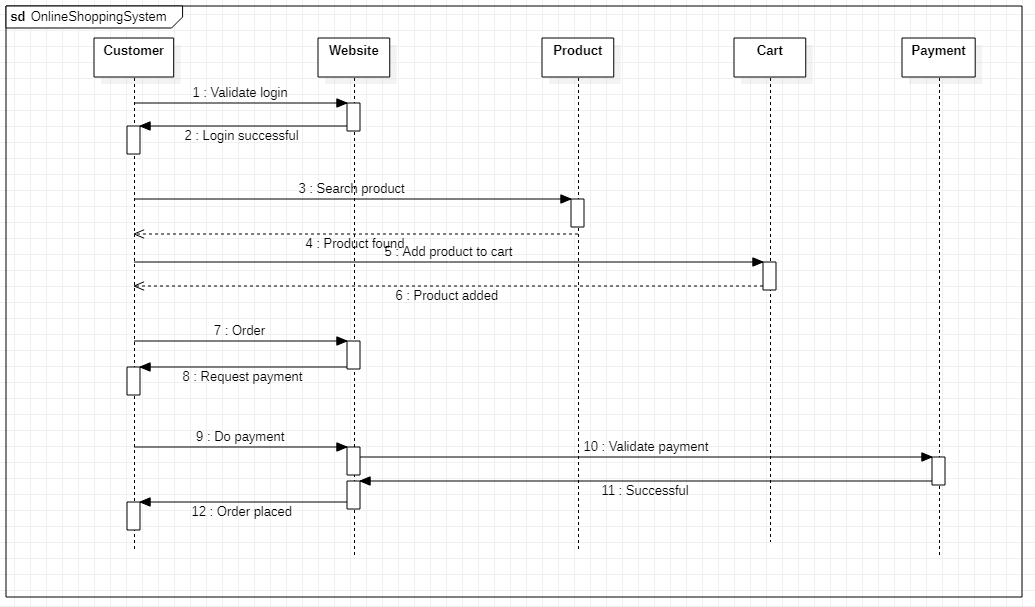 sd OnlineShoppingSystem
Customer Website Product Cart Payment
1 : Validate login
2 : Login successful
3 : Search product
4 : Product found
5 : Add product to cart
6 : Product added
7 : Order
8 : Request payment
9 : Do payment
10 : Validate payment
11 : Successful
12 : Order placed